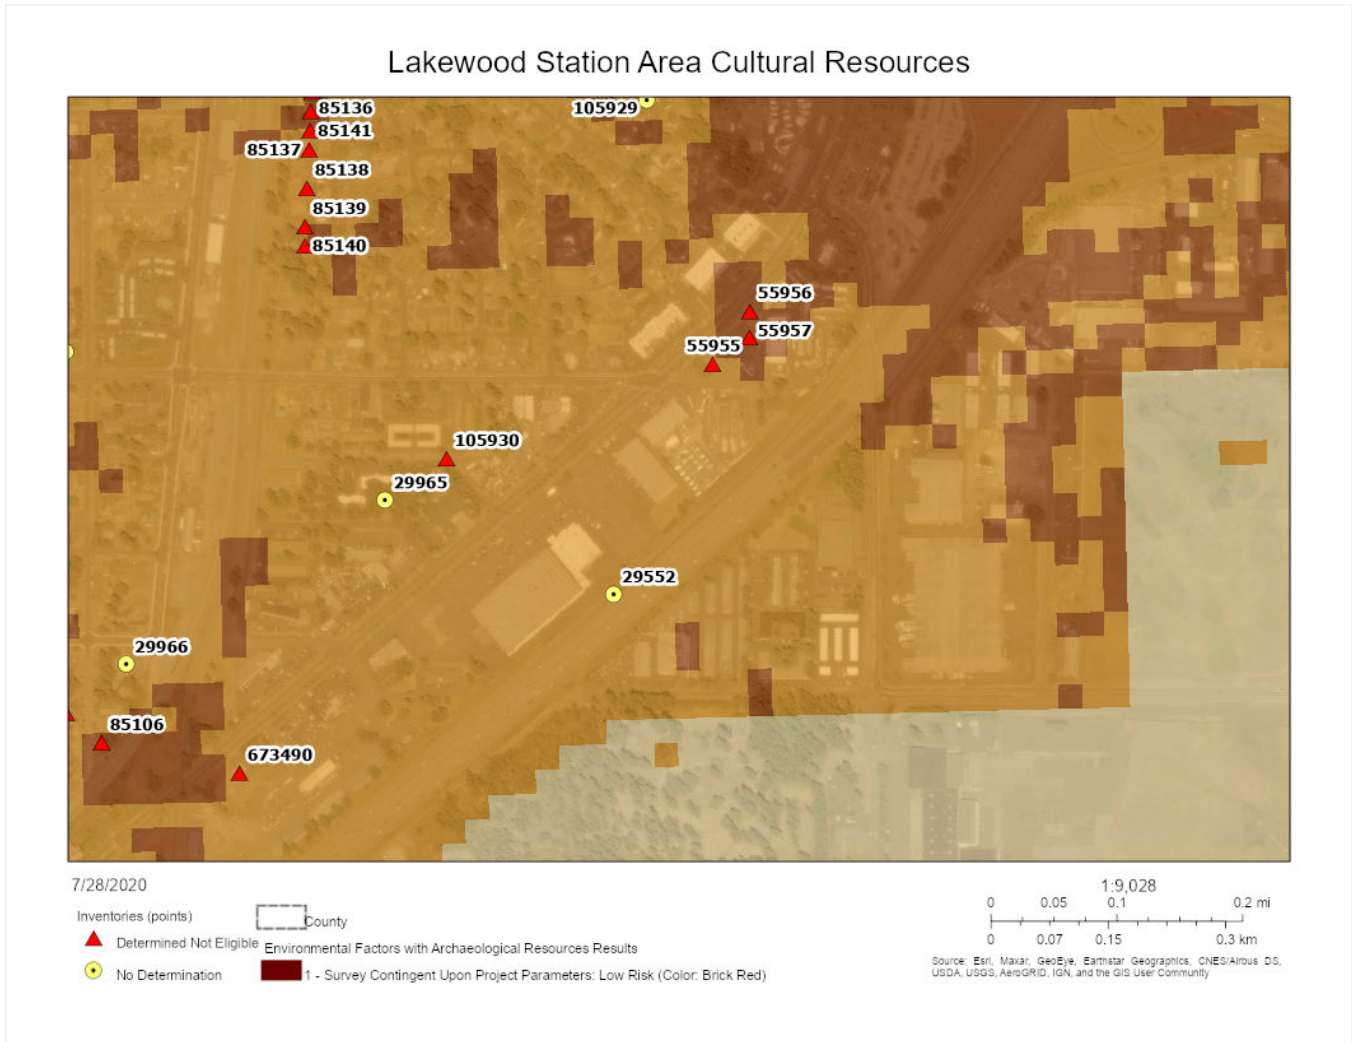 Lakewood Station Area Cultural Resources
85136
105929
85141
85137
85138
85139
85140
55956
55957
55955
105930
29965
29552
29966
85106
673490
7/28/2020
1:9,028
0 0.05 0.1 0.2 mi
0 0.07 0.15 0.3 km
Inventories (points)
Determined Not Eligible
No Determination
County
Environmental Factors with Archaeological Resources Results
1 - Survey Contingent Upon Project Parameters: Low Risk (Color: Brick Red)
Source: Esri, Maxar, GeoEye, Earthstar Geographics, CNES/Airbus DS,
USDA, USGS, AeroGRID, IGN, and the GIS User Community